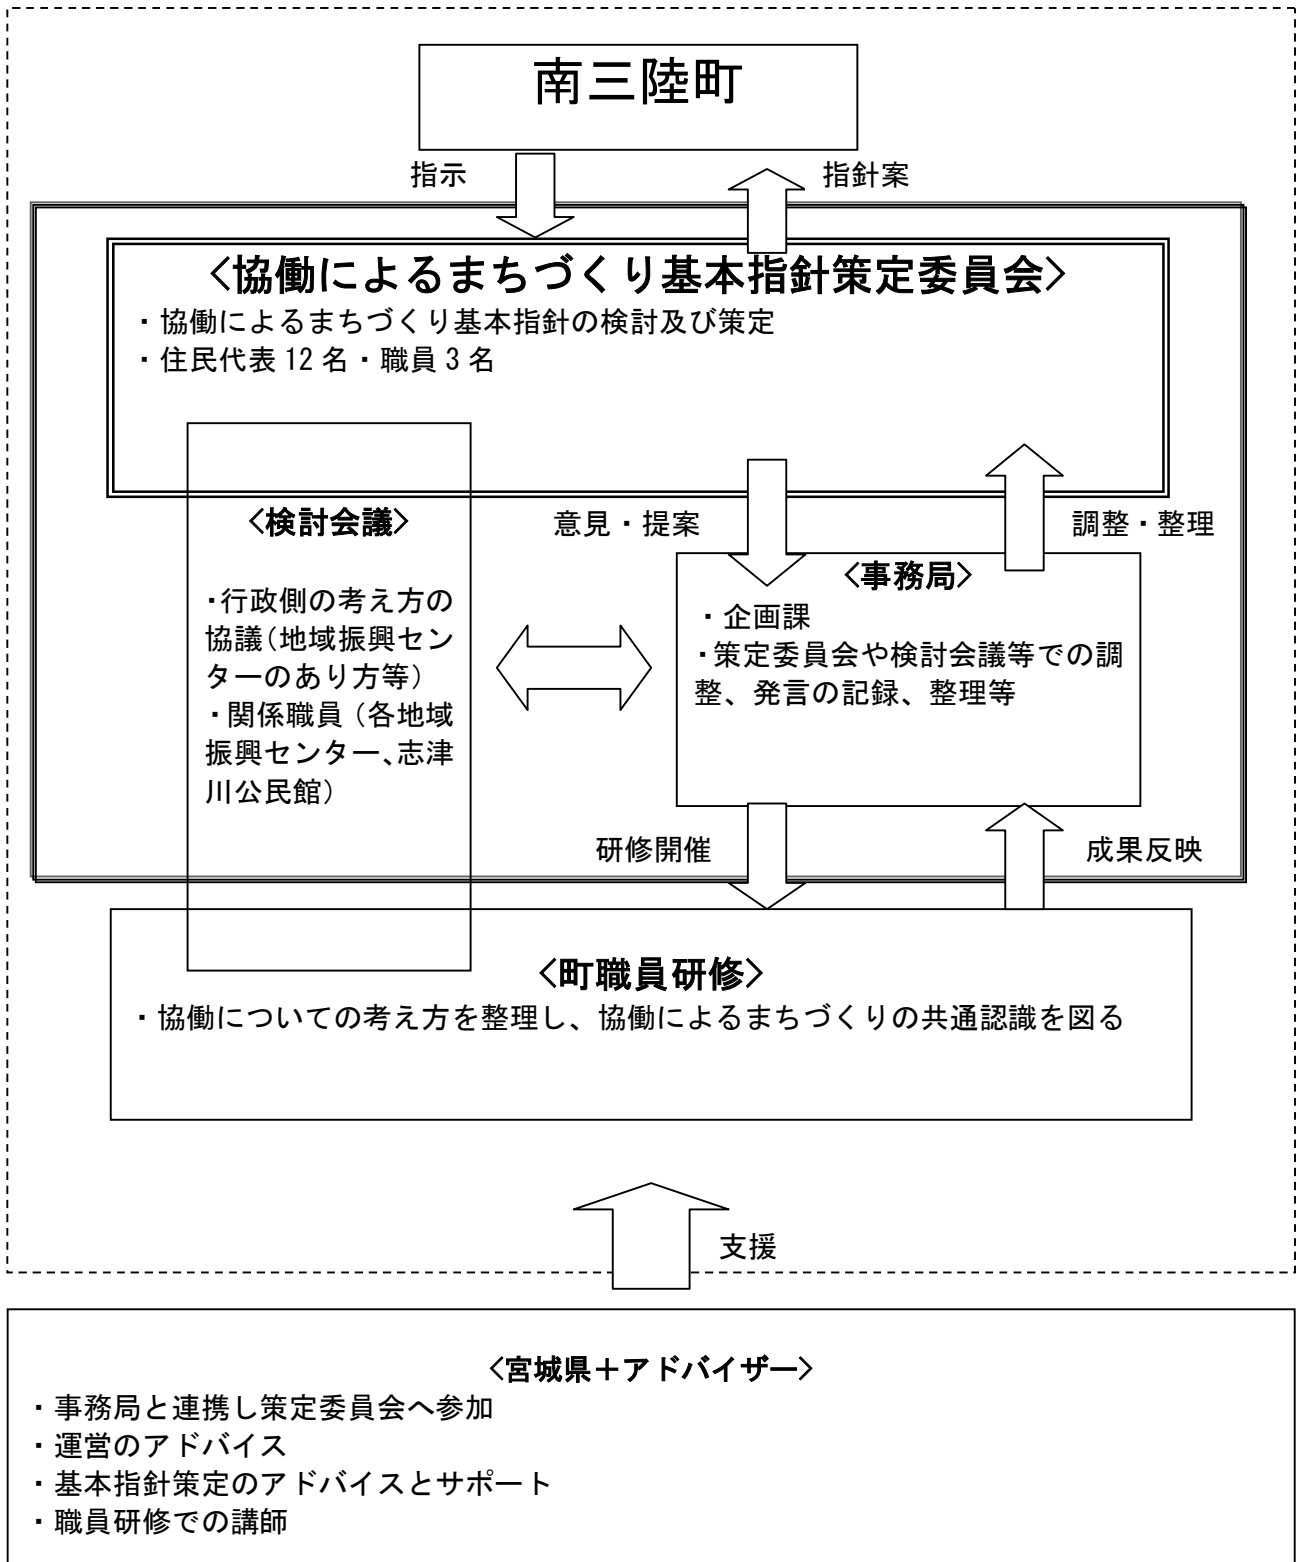 南三陸町
指示
指針案
<協働によるまちづくり基本指針策定委員会>
・協働によるまちづくり基本指針の検討及び策定
・住民代表 12 名・職員 3 名
<検討会議>
意見・提案
調整・整理
・行政側の考え方の
協議（地域振興セン
ターのあり方等）
・関係職員（各地域
振興センター、志津
川公民館）
<事務局>
・企画課
・策定委員会や検討会議等での調
整、発言の記録、整理等
研修開催
成果反映
<町職員研修>
・協働についての考え方を整理し、協働によるまちづくりの共通認識を図る
支援
<宮城県＋アドバイザー>
・事務局と連携し策定委員会へ参加
・運営のアドバイス
・基本指針策定のアドバイスとサポート
・職員研修での講師